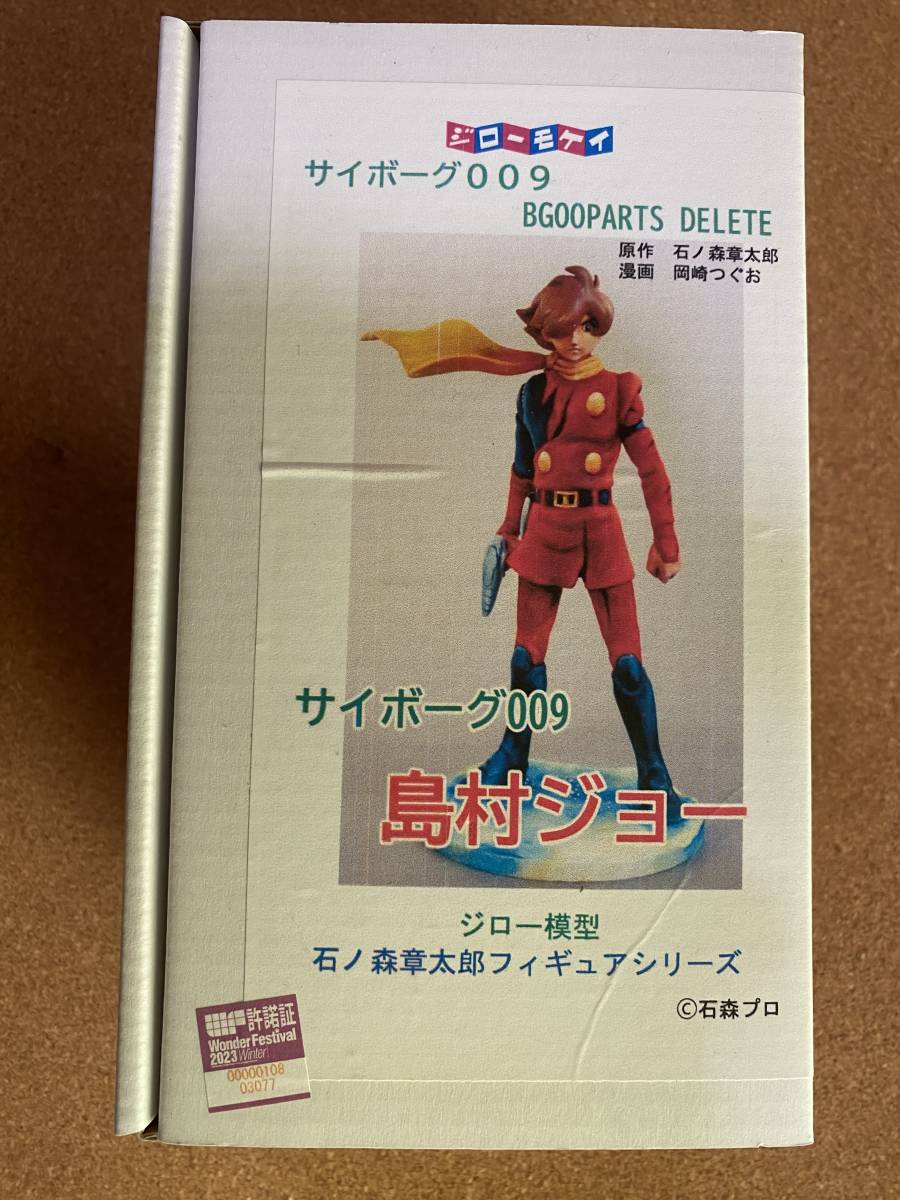 ジローモケイ
サイボーグ００９
BGOOPARTS DELETE
原作 石ノ森章太郎
漫画 岡崎つぐお
サイボーグ009
島村ジョー
ジロー模型
石ノ森章太郎フィギュアシリーズ
©石森プロ
WF許諾証
Wonder Festival
2023 Winter
00000108
03077